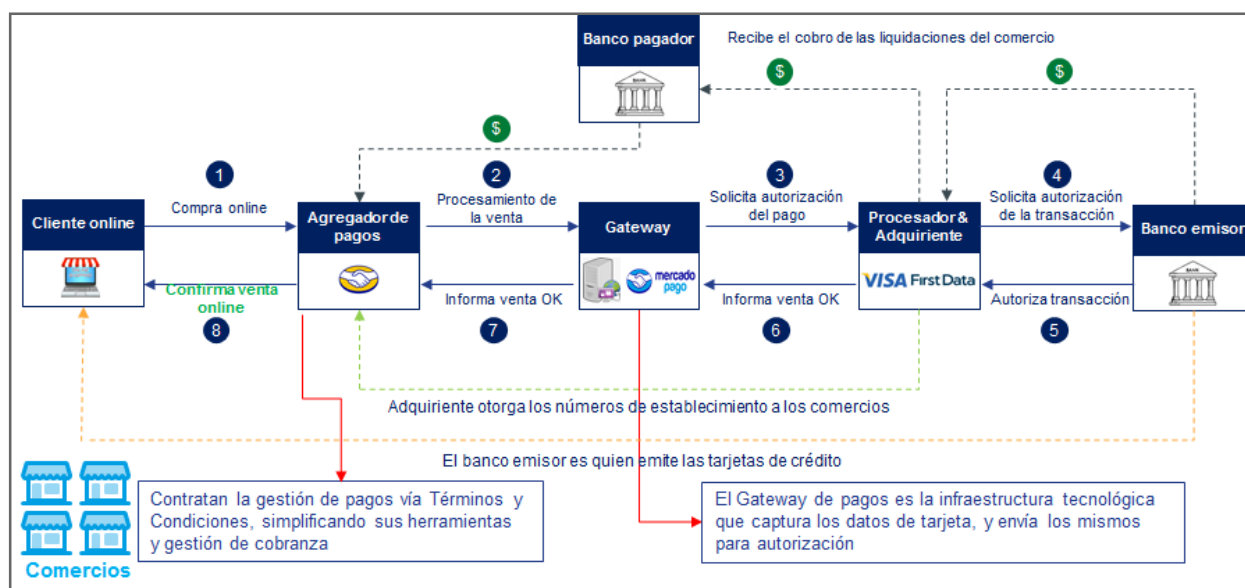 Banco pagador
Recibe el cobro de las liquidaciones del comercio
BANK
$
$
$
1
2
3
4
Compra online
Procesamiento de
la venta
Solicita autorización
del pago
Solicita autorización
de la transacción
Cliente online
Agregador de
pagos
Gateway
Procesador &
Adquiriente
Banco emisor
mercado
pago
VISA First Data
BANK
Confirma venta
online
Informa venta OK
Informa venta OK
Autoriza transacción
8
7
6
5
Adquiriente otorga los números de establecimiento a los comercios
El banco emisor es quien emite las tarjetas de crédito
Contratan la gestión de pagos vía Términos y
Condiciones, simplificando sus herramientas
y gestión de cobranza
El Gateway de pagos es la infraestructura tecnológica
que captura los datos de tarjeta, y envía los mismos
para autorización
Comercios